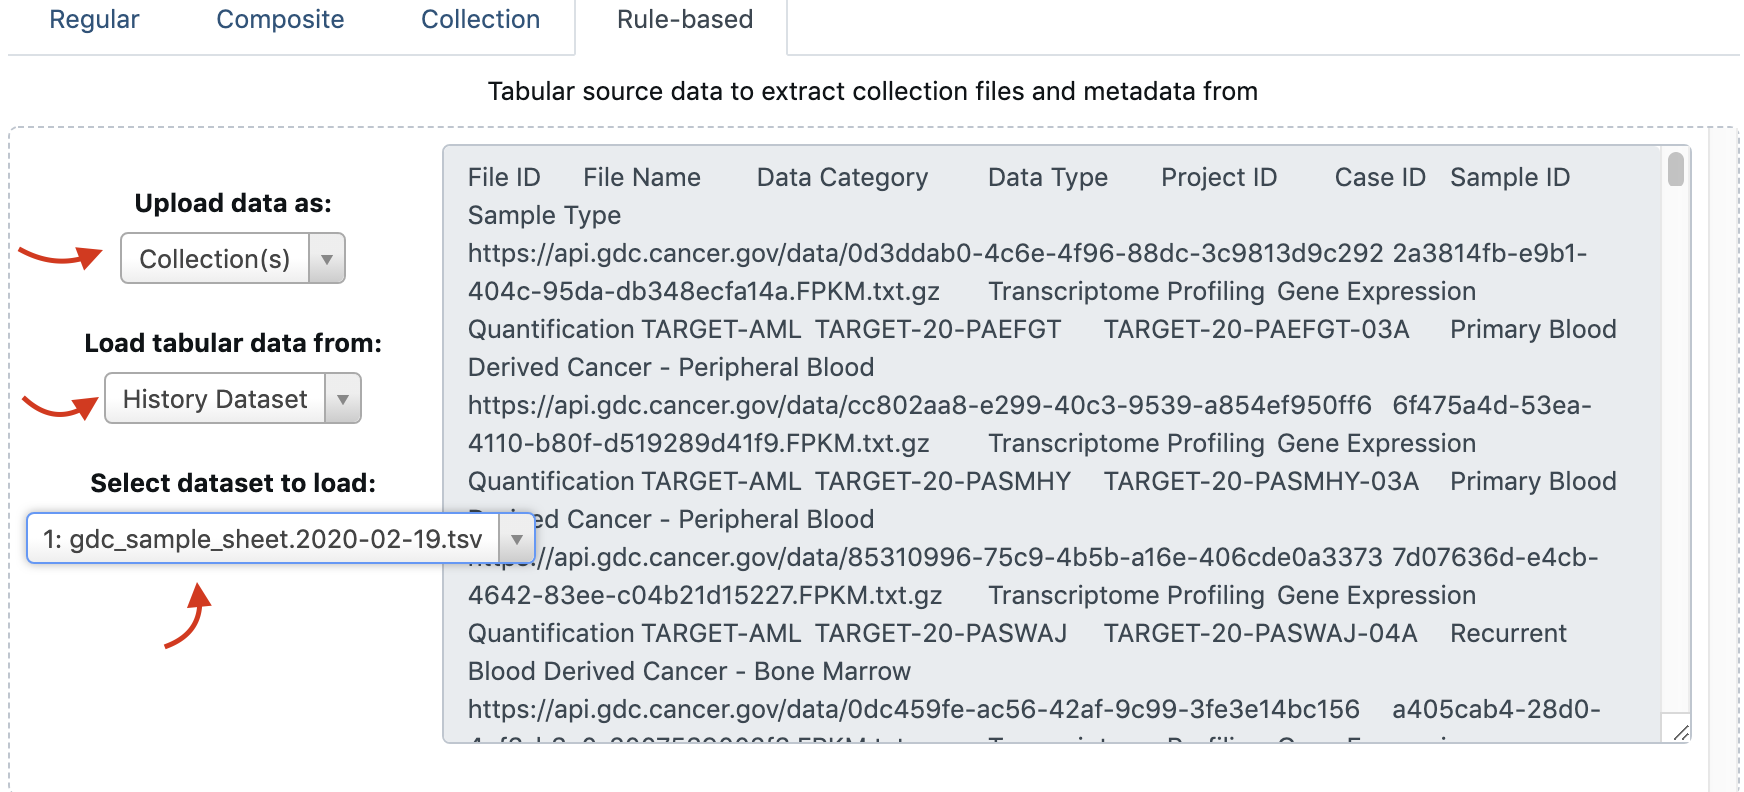 Regular Composite Collection Rule-based
Tabular source data to extract collection files and metadata from
Upload data as:
Collection(s)
Load tabular data from:
History Dataset
Select dataset to load:
1: gdc_sample_sheet.2020-02-19.tsv
File ID File Name Data Category Data Type Project ID Case ID Sample ID
Sample Type
https://api.gdc.cancer.gov/data/0d3ddab0-4c6e-4f96-88dc-3c9813d9c292 2a3814fb-e9b1-
404c-95da-db348ecfa14a.FPKM.txt.gz Transcriptome Profiling Gene Expression
Quantification TARGET-AML TARGET-20-PAEFGT TARGET-20-PAEFGT-03A Primary Blood
Derived Cancer - Peripheral Blood
https://api.gdc.cancer.gov/data/cc802aa8-e299-40c3-9539-a854ef950ff6 6f475a4d-53ea-
4110-b80f-d519289d41f9.FPKM.txt.gz Transcriptome Profiling Gene Expression
Quantification TARGET-AML TARGET-20-PASMHY TARGET-20-PASMHY-03A Primary Blood
Cancer - Peripheral Blood
//api.gdc.cancer.gov/data/85310996-75c9-4b5b-a16e-406cde0a3373 7d07636d-e4cb-
4642-83ee-c04b21d15227.FPKM.txt.gz Transcriptome Profiling Gene Expression
Quantification TARGET-AML TARGET-20-PASWAJ TARGET-20-PASWAJ-04A Recurrent
Blood Derived Cancer - Bone Marrow
https://api.gdc.cancer.gov/data/0dc459fe-ac56-42af-9c99-3fe3e14bc156 a405cab4-28d0-